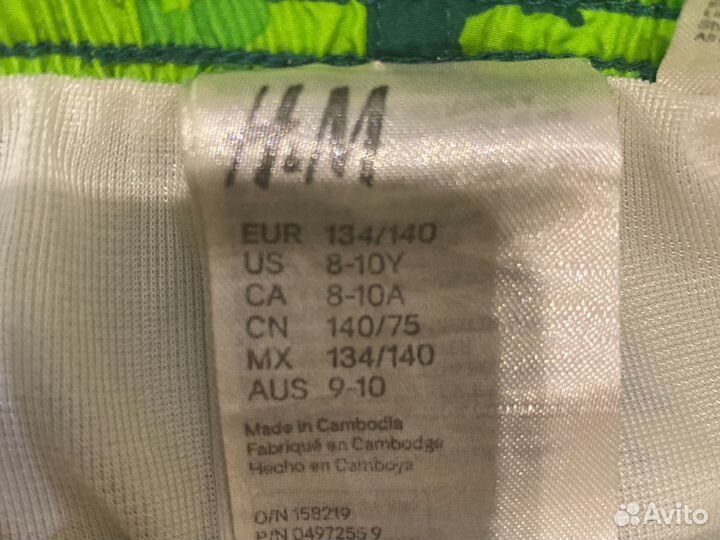 H&M
EUR 134/140
US 8-10Y
CA 8-10A
CN 140/75
MX 134/140
AUS 9-10
Made in Cambodia
Fabriqué en Cambodge
Hecho en Camboya
O/N 158219
P/N 0497255 9
Avito